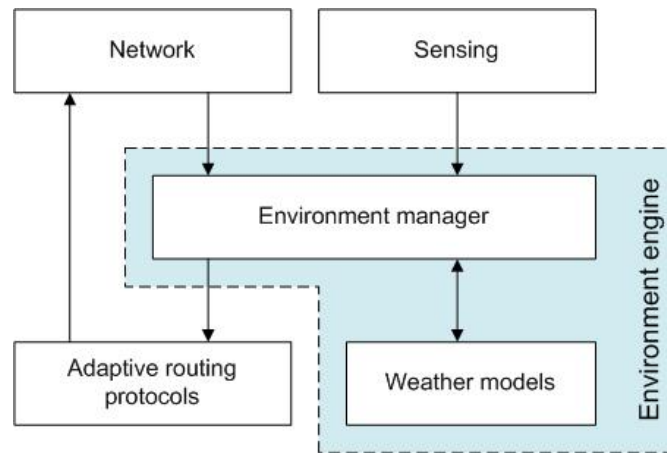 Network
Sensing
Environment manager
Adaptive routing
protocols
Weather models
Environment engine